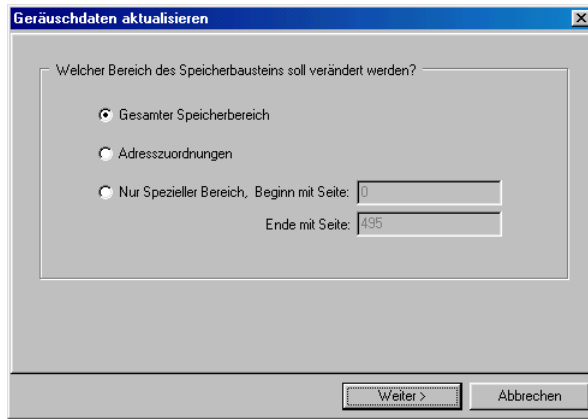 Geräuschdaten aktualisieren
Welcher Bereich des Speicherbausteins soll verändert werden?
Gesamter Speicherbereich
Adresszuordnungen
Nur Spezieller Bereich, Beginn mit Seite: 0
Ende mit Seite: 495
Weiter > Abbrechen